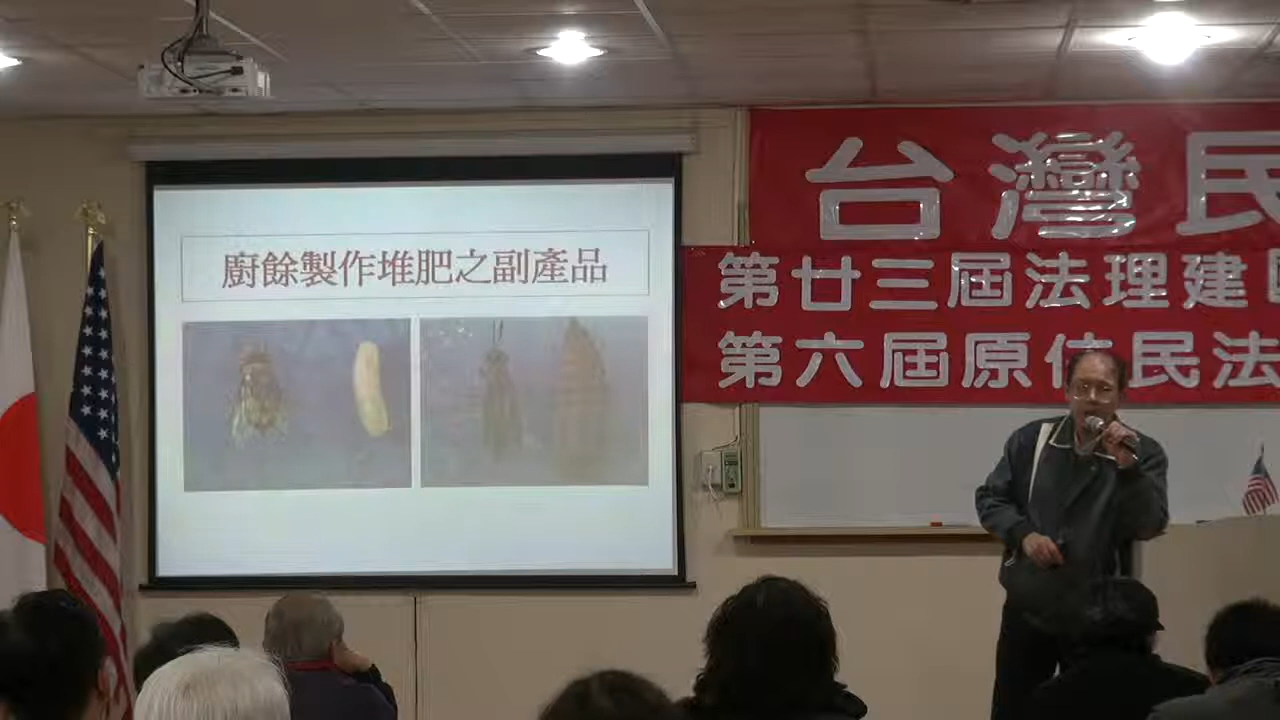 廚餘製作堆肥之副產品
台灣民
第廿三屆法理建
第六屆原住民法